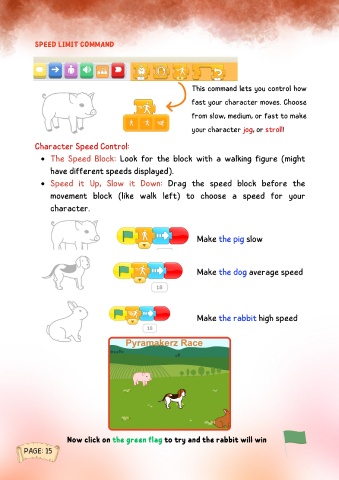 SPEED LIMIT COMMAND
This command lets you control how
fast your character moves. Choose
from slow, medium, or fast to make
your character jog, or stroll!
Character Speed Control:
• The Speed Block: Look for the block with a walking figure (might
have different speeds displayed).
• Speed it Up, Slow it Down: Drag the speed block before the
movement block (like walk left) to choose a speed for your
character.
Make the pig slow
Make the dog average speed
Make the rabbit high speed
Pyramakerz Race
Now click on the green flag to try and the rabbit will win
PAGE: 15